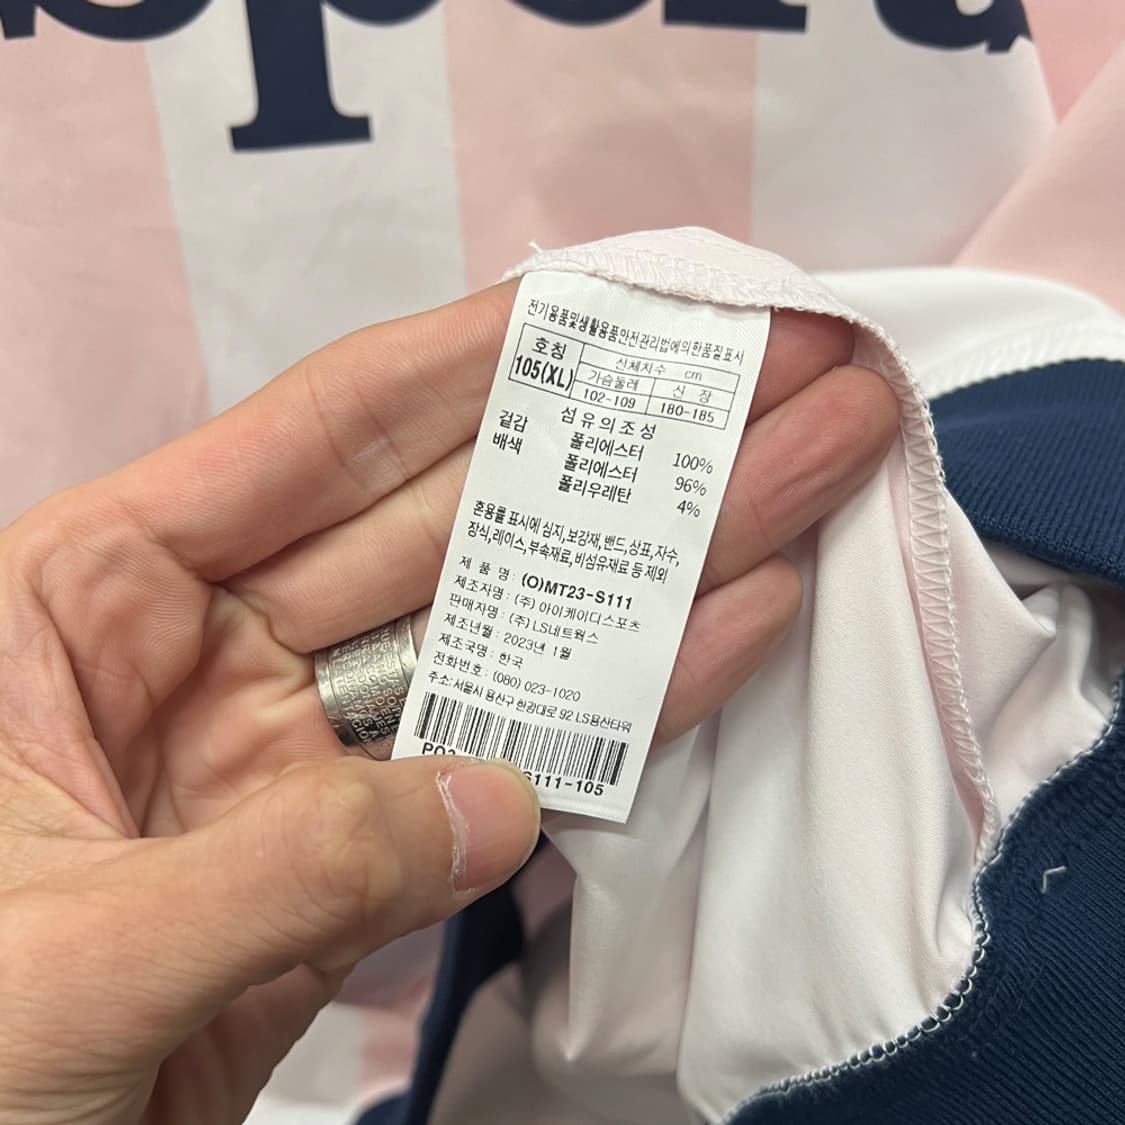 전기용품및생활용품안전관리법에의한품질표시
호칭 신체치수 cm
105(XL) 가슴둘레 신 장
102-109 180-185
섬유의조성
겉감 폴리에스터 100%
배색 폴리에스터 96%
폴리우레탄 4%
혼용률 표시에 심지,보강재,밴드,상표,자수,
장식,레이스,부속재료,비섬유재료 등 제외
제 품 명 : (O)MT23-S111
제조자명 : (주) 아이케이디스포츠
판매자명 : (주) LS네트웍스
제조년월 : 2023년 1월
제조국명 : 한국
전화번호 : (080) 023-1020
주소: 서울시 용산구 한강대로 92 LS용산타워
S111-105